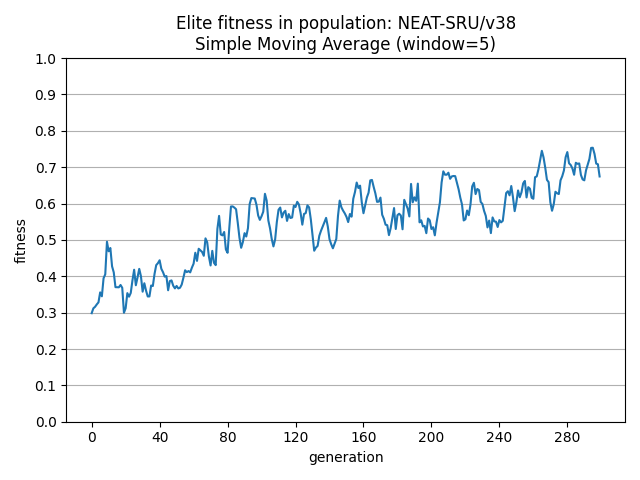 Elite fitness in population: NEAT-SRU/v38
Simple Moving Average (window=5)
1.0
0.9
0.8
0.7
0.6
0.5
0.4
0.3
0.2
0.1
0.0
fitness
0 40 80 120 160 200 240 280
generation